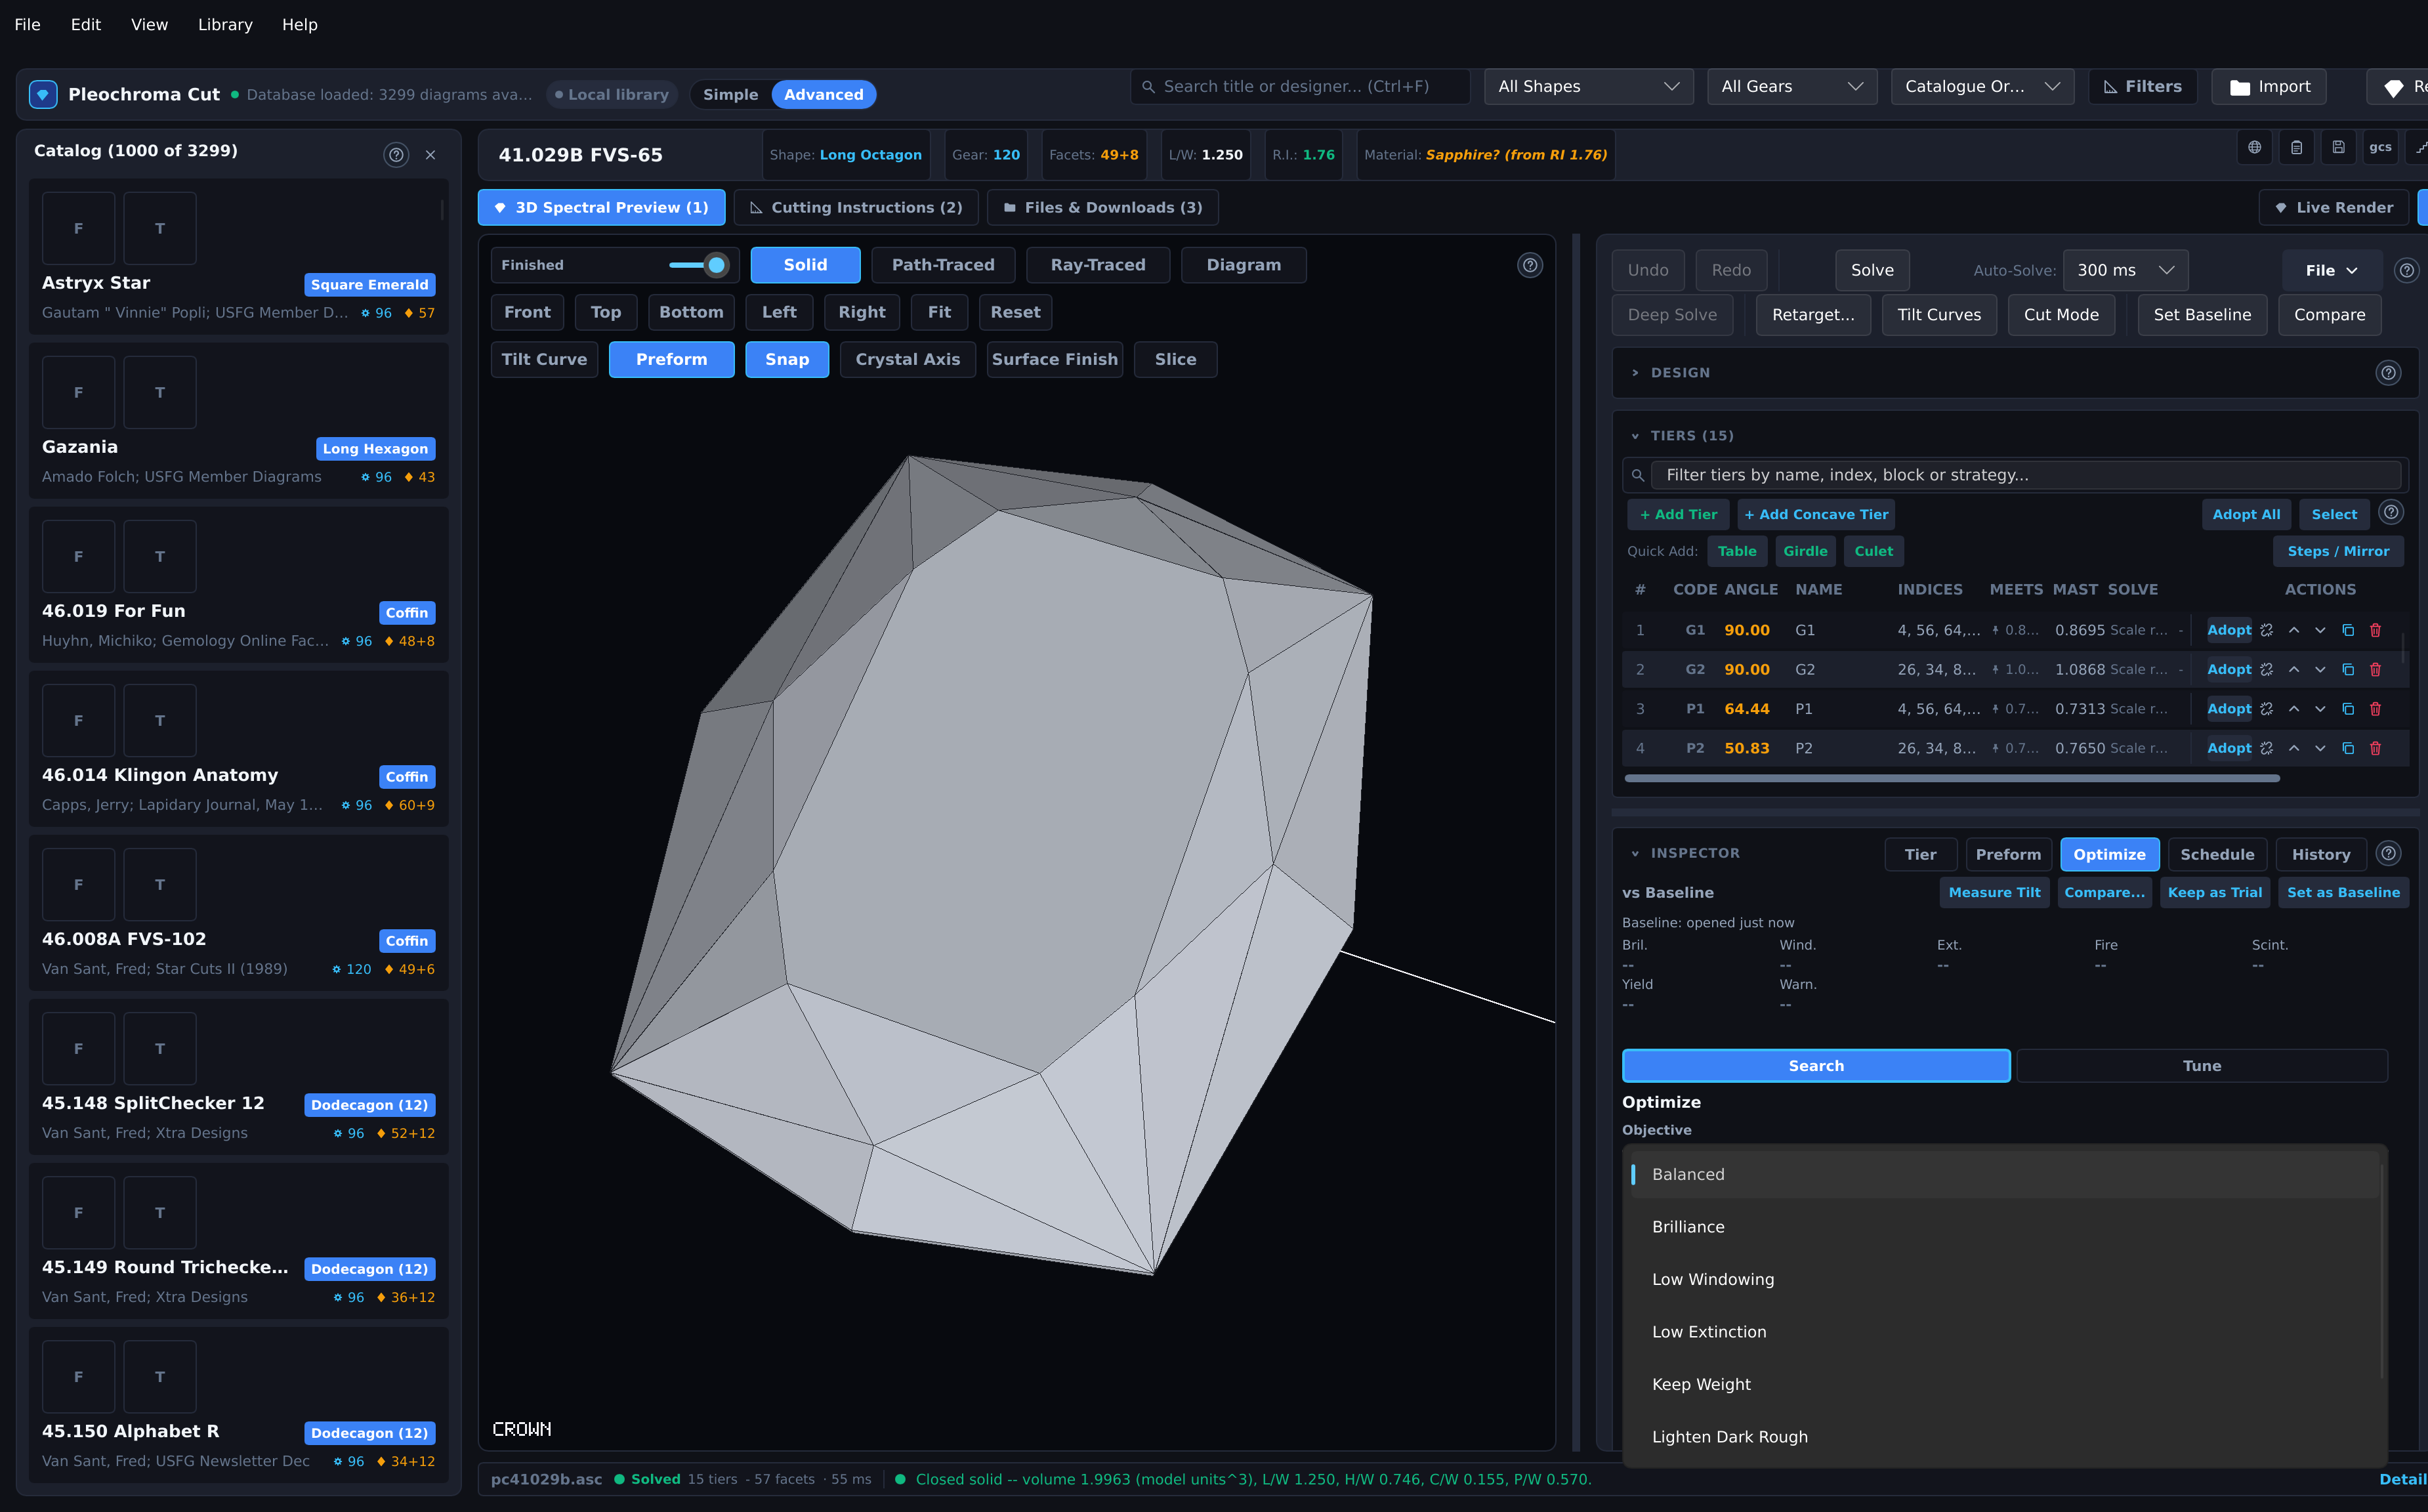 File Edit View Library Help
Pleochroma Cut Database loaded: 3299 diagrams ava... Local library Simple Advanced Search title or designer... (Ctrl+F) All Shapes All Gears Catalogue Or... Filters Import
Catalog (1000 of 3299)
F T
Astryx Star Square Emerald
Gautam " Vinnie" Popli; USFG Member D... 96 57
F T
Gazania Long Hexagon
Amado Folch; USFG Member Diagrams 96 43
F T
46.019 For Fun Coffin
Huyhn, Michiko; Gemology Online Fac... 96 48+8
F T
46.014 Klingon Anatomy Coffin
Capps, Jerry; Lapidary Journal, May 1... 96 60+9
F T
46.008A FVS-102 Coffin
Van Sant, Fred; Star Cuts II (1989) 120 49+6
F T
45.148 SplitChecker 12 Dodecagon (12)
Van Sant, Fred; Xtra Designs 96 52+12
F T
45.149 Round Trichecke... Dodecagon (12)
Van Sant, Fred; Xtra Designs 96 36+12
F T
45.150 Alphabet R Dodecagon (12)
Van Sant, Fred; USFG Newsletter Dec 96 34+12
41.029B FVS-65 Shape: Long Octagon Gear: 120 Facets: 49+8 L/W: 1.250 R.I.: 1.76 Material: Sapphire? (from RI 1.76) gcs
3D Spectral Preview (1) Cutting Instructions (2) Files & Downloads (3) Live Render
Finished Solid Path-Traced Ray-Traced Diagram
Front Top Bottom Left Right Fit Reset
Tilt Curve Preform Snap Crystal Axis Surface Finish Slice
CROWN
Undo Redo Solve Auto-Solve: 300 ms File
Deep Solve Retarget... Tilt Curves Cut Mode Set Baseline Compare
DESIGN
TIERS (15)
Filter tiers by name, index, block or strategy...
+ Add Tier + Add Concave Tier Adopt All Select
Quick Add: Table Girdle Culet Steps / Mirror
# CODE ANGLE NAME INDICES MEETS MAST SOLVE ACTIONS
1 G1 90.00 G1 4, 56, 64,... 0.8... 0.8695 Scale r... - Adopt
2 G2 90.00 G2 26, 34, 8... 1.0... 1.0868 Scale r... - Adopt
3 P1 64.44 P1 4, 56, 64,... 0.7... 0.7313 Scale r... Adopt
4 P2 50.83 P2 26, 34, 8... 0.7... 0.7650 Scale r... Adopt
INSPECTOR Tier Preform Optimize Schedule History
vs Baseline Measure Tilt Compare... Keep as Trial Set as Baseline
Baseline: opened just now
Bril. Wind. Ext. Fire Scint.
-- -- -- -- --
Yield Warn.
-- --
Search Tune
Optimize
Objective
Balanced
Brilliance
Low Windowing
Low Extinction
Keep Weight
Lighten Dark Rough
pc41029b.asc Solved 15 tiers - 57 facets · 55 ms Closed solid -- volume 1.9963 (model units^3), L/W 1.250, H/W 0.746, C/W 0.155, P/W 0.570.